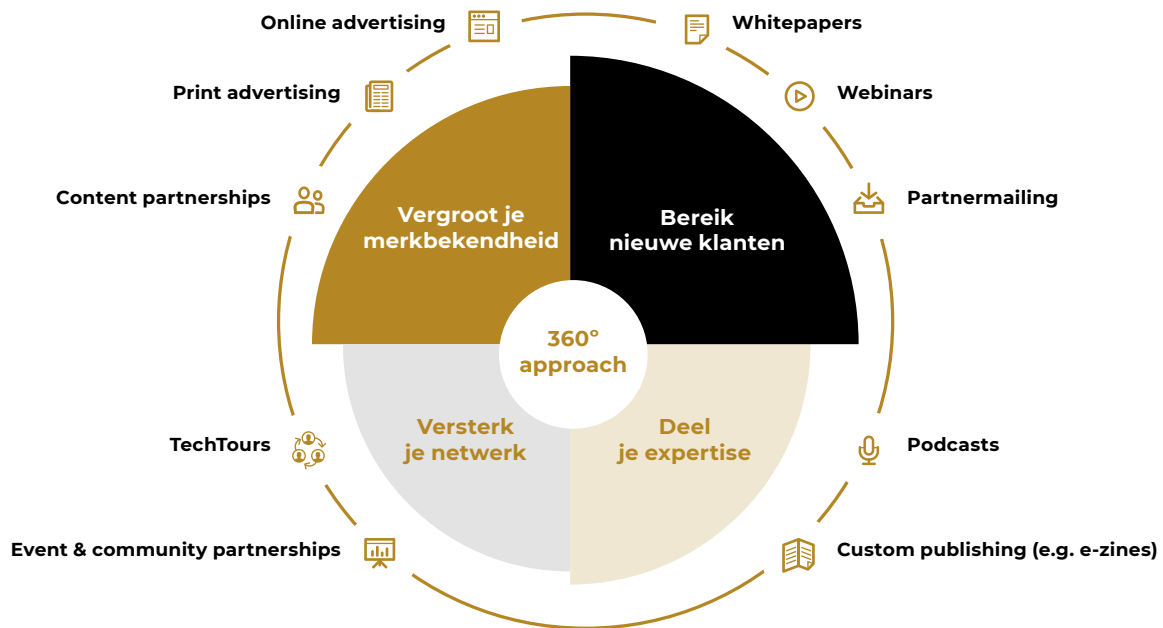 Online advertising
Whitepapers
Print advertising
Webinars
Content partnerships
Partnermailing
Vergroot je
merkbekendheid
Bereik
nieuwe klanten
360º
approach
Versterk
je netwerk
Deel
je expertise
TechTours
Podcasts
Event & community partnerships
Custom publishing (e.g. e-zines)